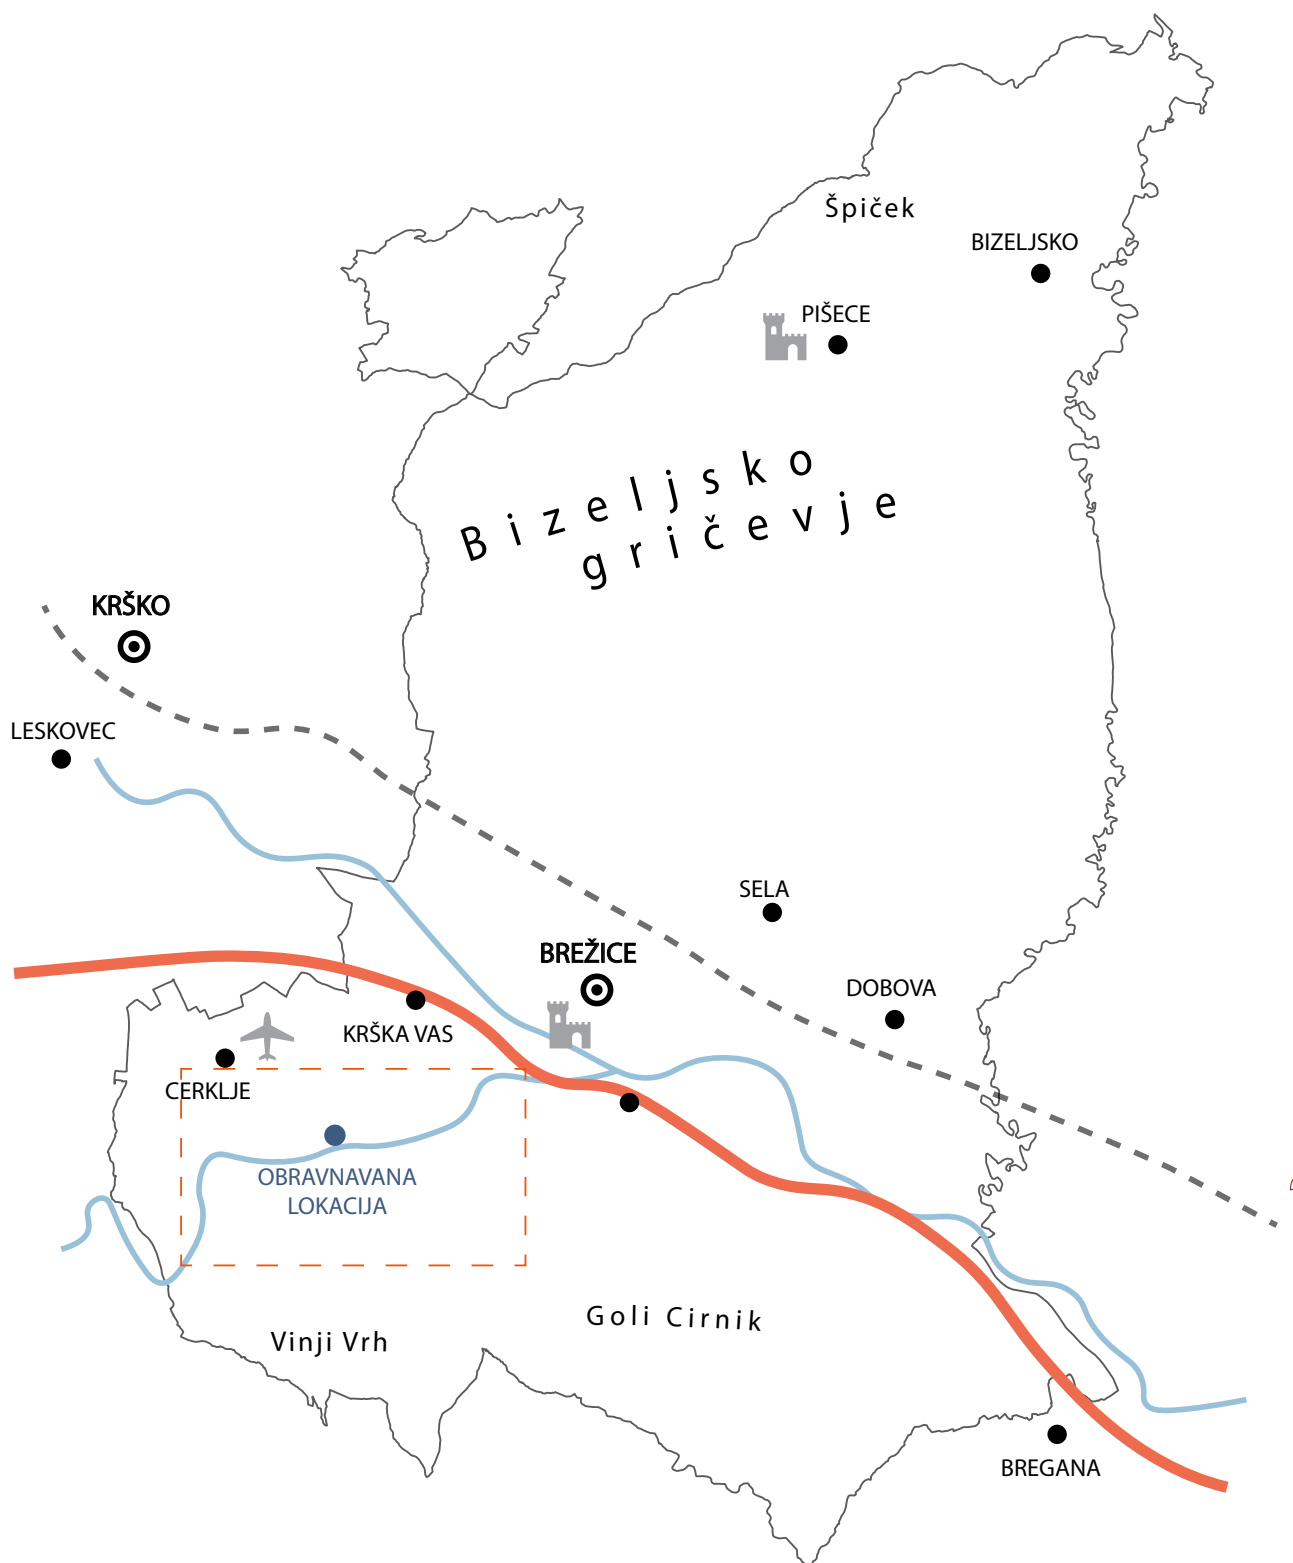 Špiček
BIZELJSKO
PIŠECE
Bizeljsko
gričevje
KRŠKO
LESKOVEC
SELA
BREŽICE
DOBOVA
KRŠKA VAS
CERKLJE
OBRAVNAVANA
LOKACIJA
Goli Cirnik
Vinji Vrh
BREGANA